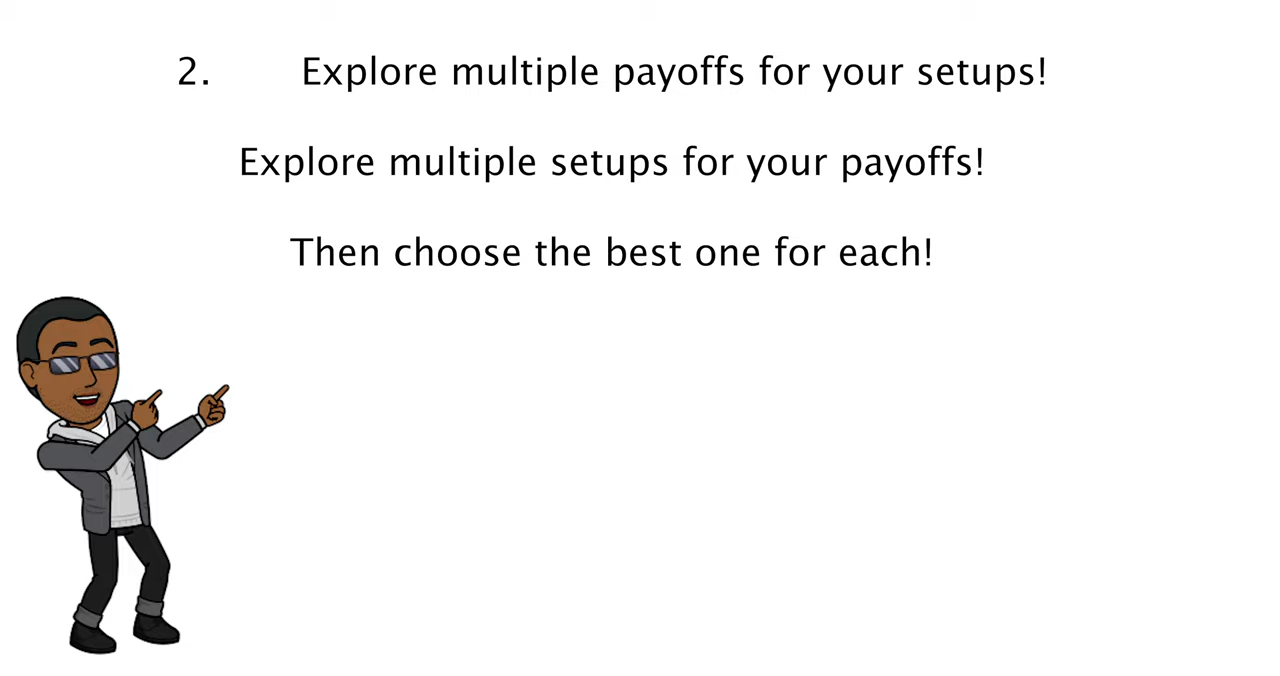 2. Explore multiple payoffs for your setups!
Explore multiple setups for your payoffs!
Then choose the best one for each!